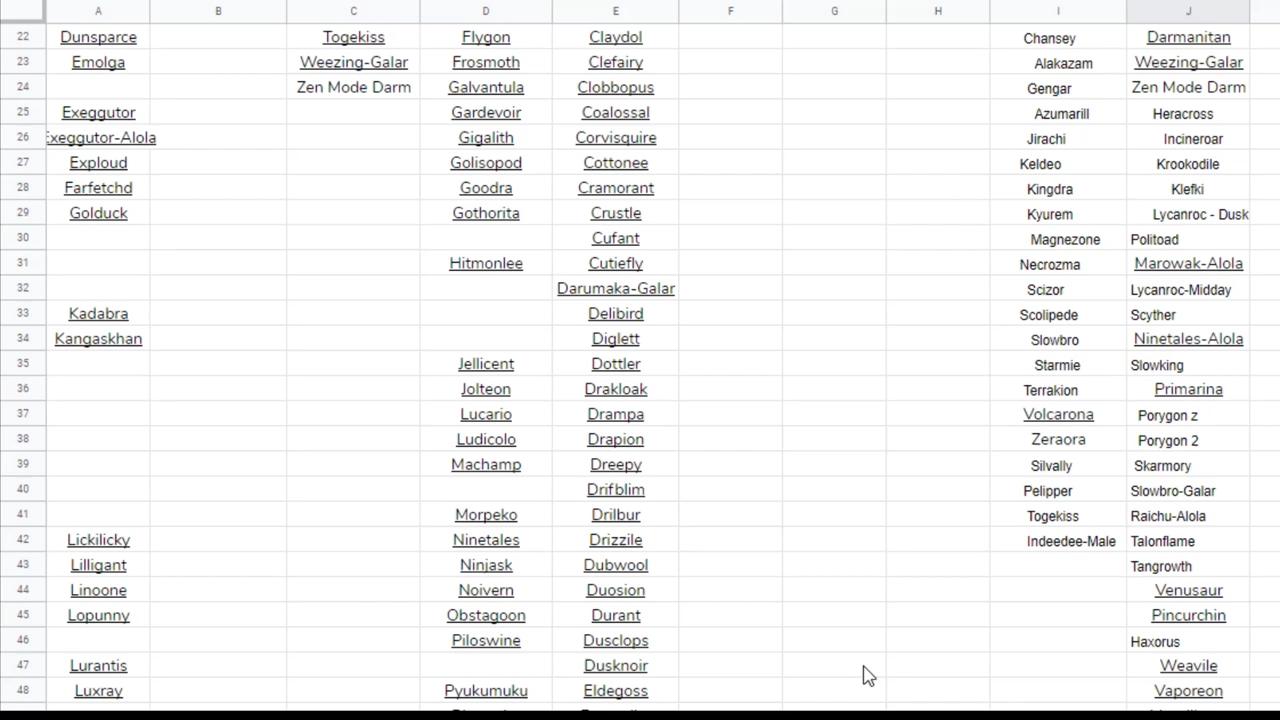 A B C D E F G H I J
22 Dunsparce Togekiss Flygon Claydol Chansey Darmanitan
23 Emolga Weezing-Galar Frosmoth Clefairy Alakazam Weezing-Galar
24 Zen Mode Darm Galvantula Clobbopus Gengar Zen Mode Darm
25 Exeggutor Gardevoir Coalossal Azumarill Heracross
26 Exeggutor-Alola Gigalith Corvisquire Jirachi Incineroar
27 Exploud Golisopod Cottonee Keldeo Krookodile
28 Farfetchd Goodra Cramorant Kingdra Klefki
29 Golduck Gothorita Crustle Kyurem Lycanroc - Dusk
30 Cufant Magnezone Politoad
31 Hitmonlee Cutiefly Necrozma Marowak-Alola
32 Darumaka-Galar Scizor Lycanroc-Midday
33 Kadabra Delibird Scolipede Scyther
34 Kangaskhan Diglett Slowbro Ninetales-Alola
35 Jellicent Dottler Starmie Slowking
36 Jolteon Drakloak Terrakion Primarina
37 Lucario Drampa Volcarona Porygon z
38 Ludicolo Drapion Zeraora Porygon 2
39 Machamp Dreepy Silvally Skarmory
40 Drifblim Pelipper Slowbro-Galar
41 Morpeko Drilbur Togekiss Raichu-Alola
42 Lickilicky Ninetales Drizzile Indeedee-Male Talonflame
43 Lilligant Ninjask Dubwool Tangrowth
44 Linoone Noivern Duosion Venusaur
45 Lopunny Obstagoon Durant Pincurchin
46 Piloswine Dusclops Haxorus
47 Lurantis Dusknoir Weavile
48 Luxray Pyukumuku Eldegoss Vaporeon